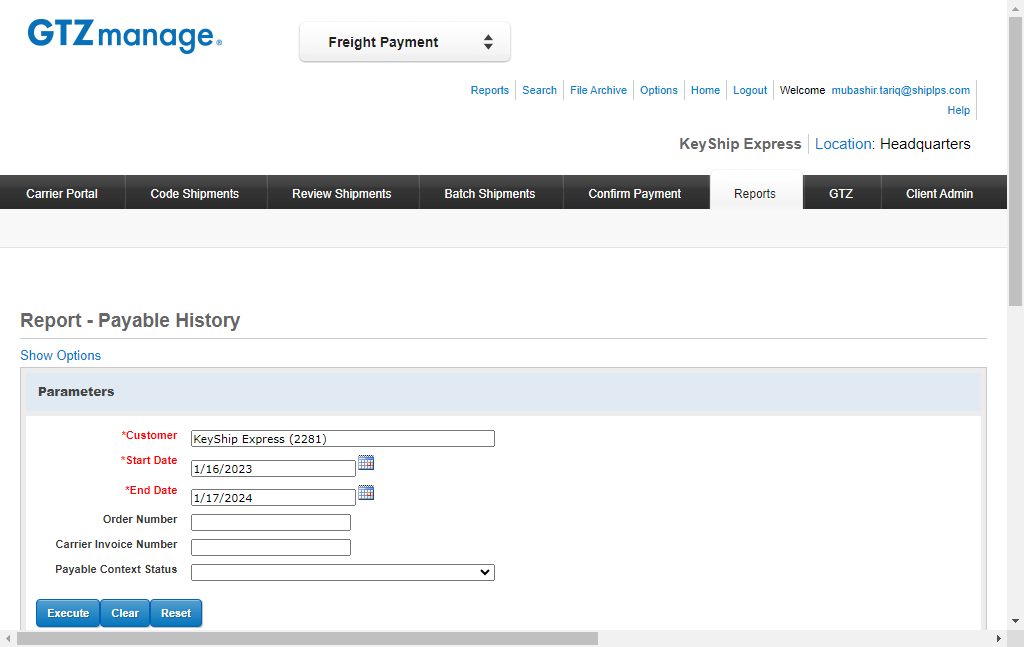 GTZmanage®
Freight Payment
Reports Search File Archive Options Home Logout Welcome mubashir.tariq@shiplps.com
Help
KeyShip Express Location: Headquarters
Carrier Portal Code Shipments Review Shipments Batch Shipments Confirm Payment Reports GTZ Client Admin
Report - Payable History
Show Options
Parameters
*Customer KeyShip Express (2281)
*Start Date 1/16/2023
*End Date 1/17/2024
Order Number
Carrier Invoice Number
Payable Context Status
Execute Clear Reset